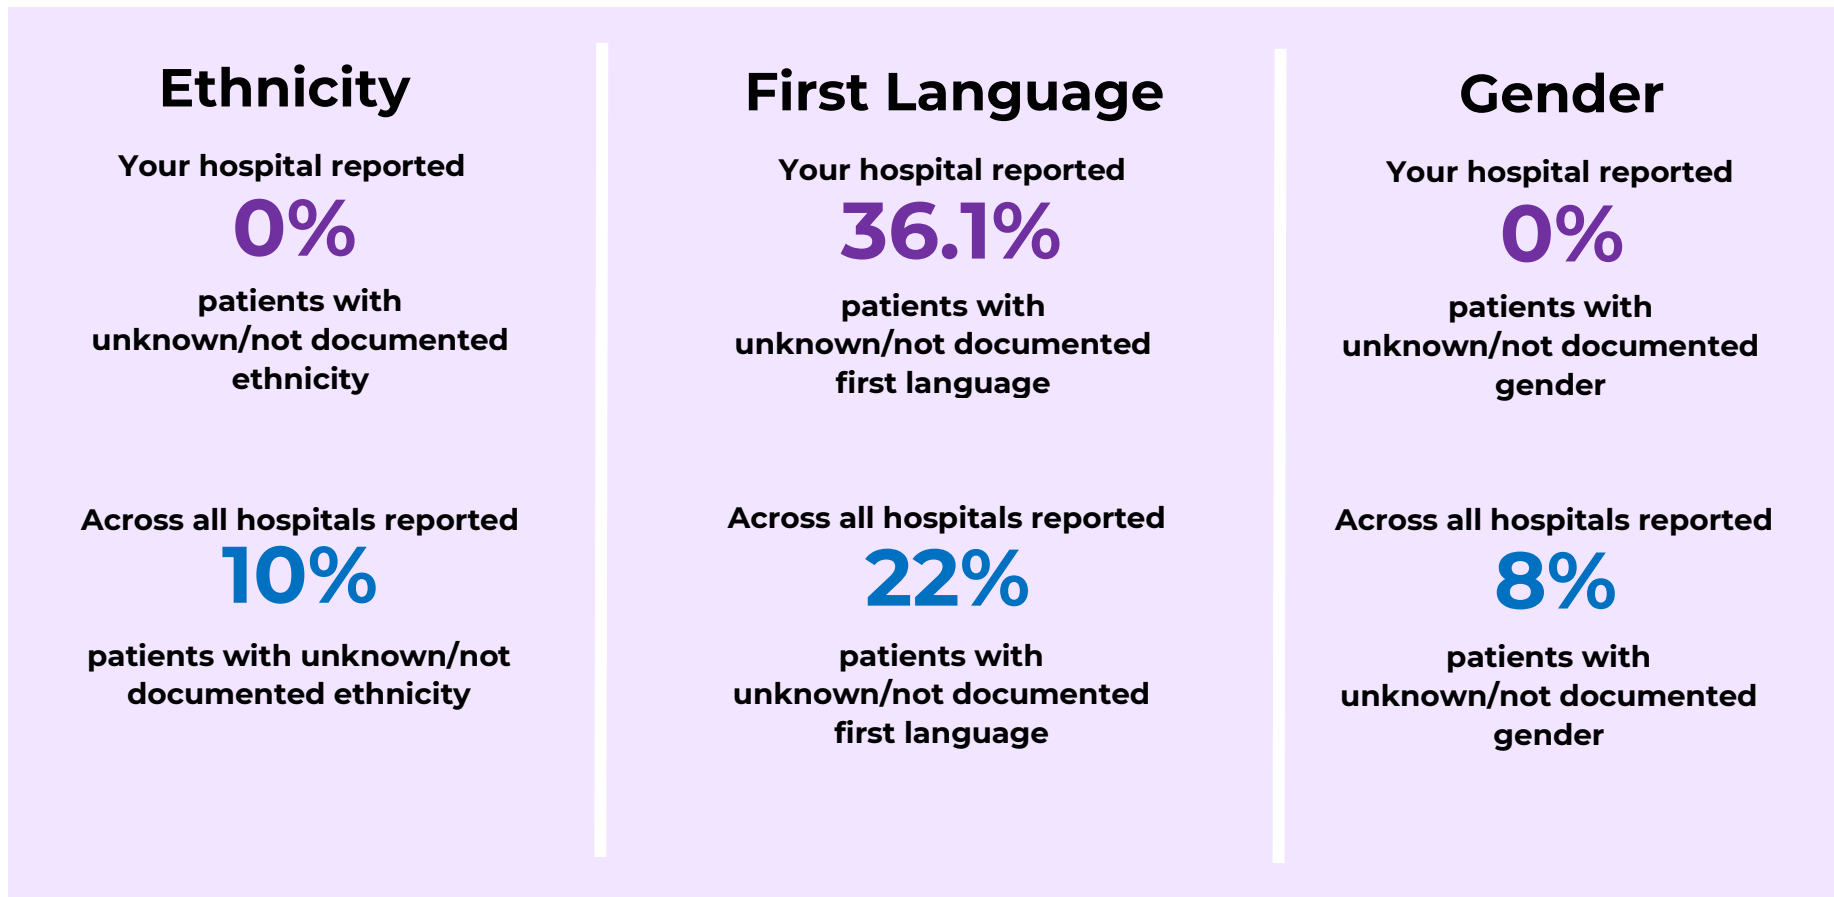 Ethnicity
Your hospital reported
0%
patients with
unknown/not documented
ethnicity
Across all hospitals reported
10%
patients with unknown/not
documented ethnicity
First Language
Your hospital reported
36.1%
patients with
unknown/not documented
first language
Across all hospitals reported
22%
patients with
unknown/not documented
first language
Gender
Your hospital reported
0%
patients with
unknown/not documented
gender
Across all hospitals reported
8%
patients with
unknown/not documented
gender